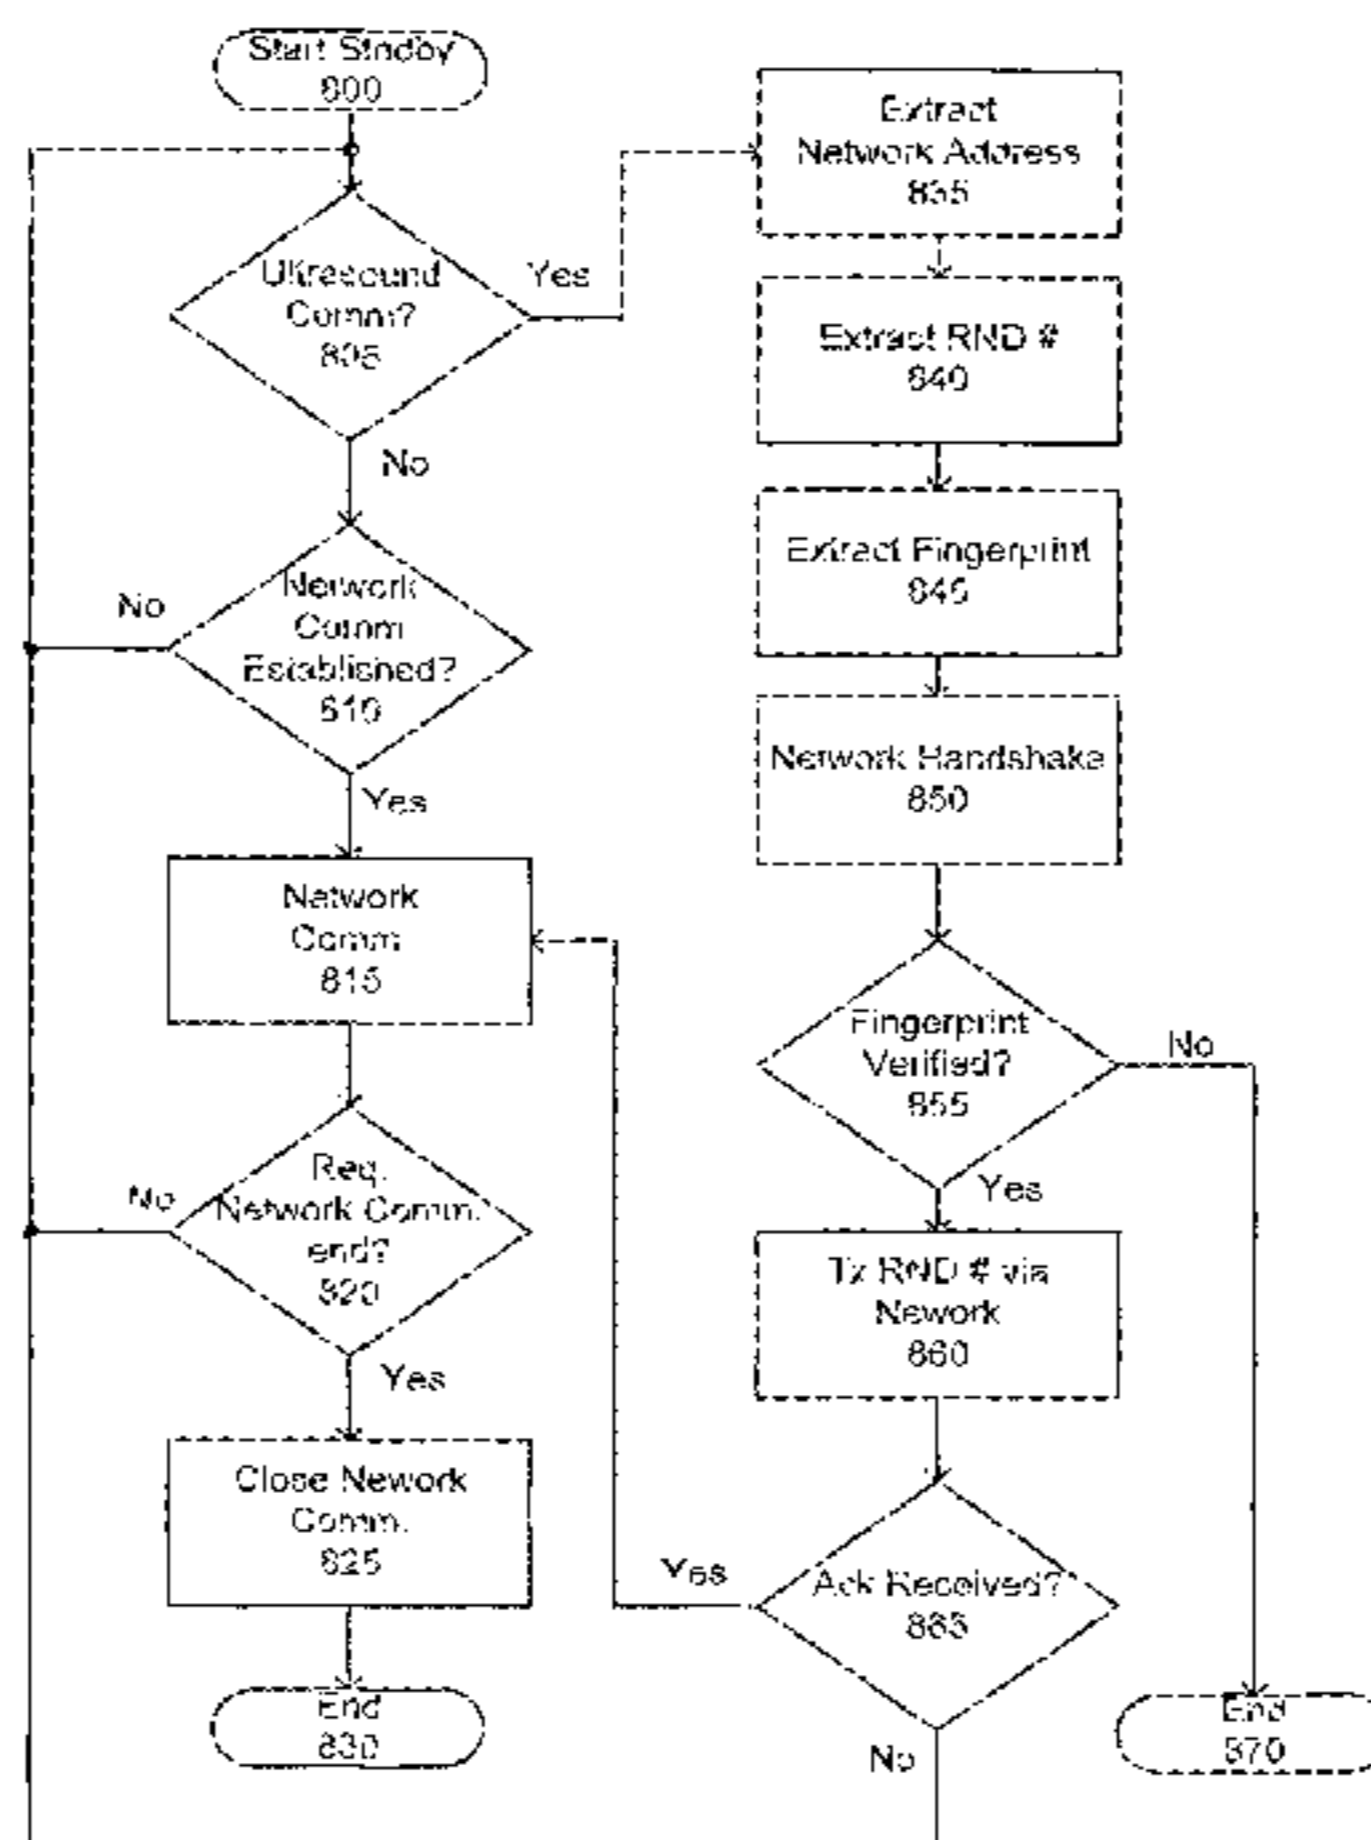 Start Stndby
800
Ultrasound
Comm?
805
Yes
No
Network
Comm
Established?
810
No
Yes
Network
Comm
815
Req.
Network Comm.
end?
820
No
Yes
Close Nework
Comm.
825
End
830
Extract
Network Address
835
Extract RND #
840
Extract Fingerprint
845
Network Handshake
850
Fingerprint
Verified?
855
No
Yes
Tx RND # via
Nework
860
Ack Received?
865
Yes
No
End
870